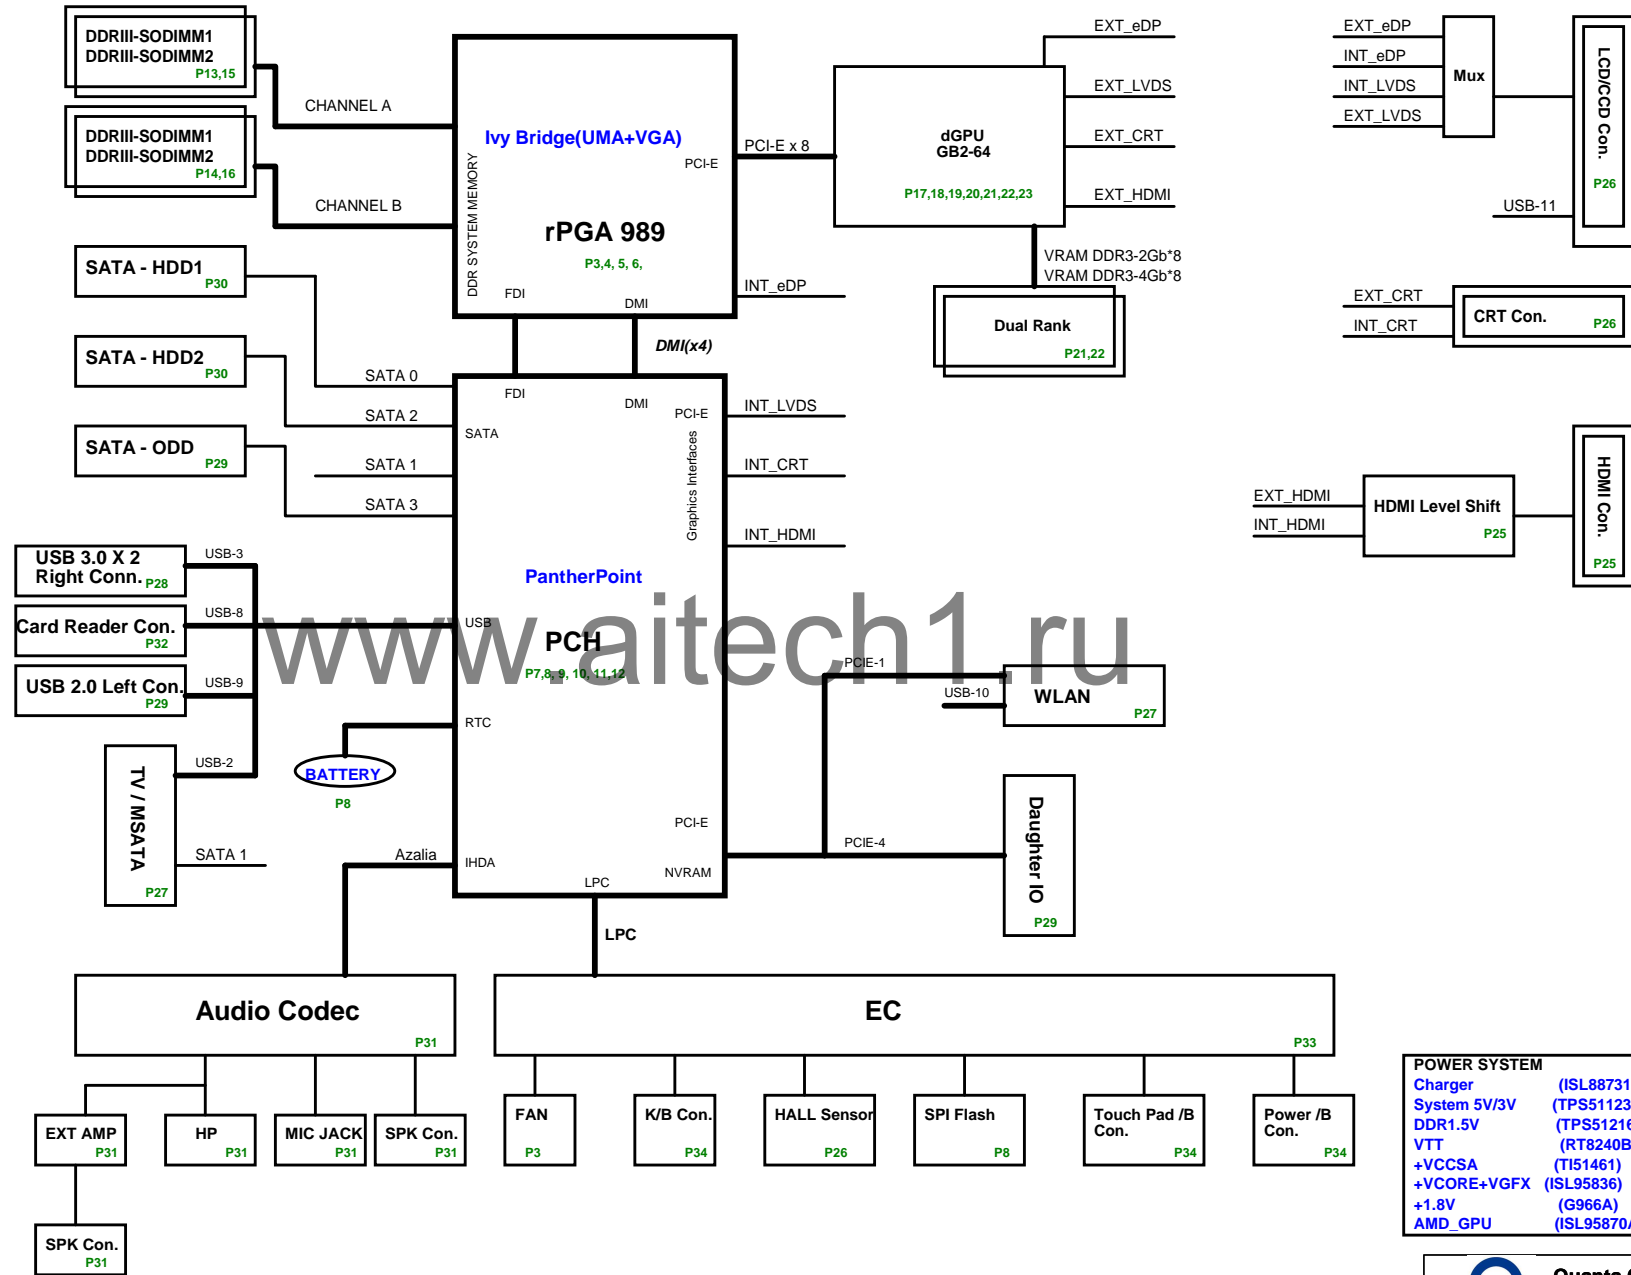 DDRIII-SODIMM1
DDRIII-SODIMM2
P13,15
DDRIII-SODIMM1
DDRIII-SODIMM2
P14,16
CHANNEL A
CHANNEL B
DDR SYSTEM MEMORY
Ivy Bridge(UMA+VGA)
PCI-E
rPGA 989
P3,4, 5, 6,
FDI
DMI
PCI-E x 8
INT_eDP
dGPU
GB2-64
P17,18,19,20,21,22,23
EXT_eDP
EXT_LVDS
EXT_CRT
EXT_HDMI
VRAM DDR3-2Gb*8
VRAM DDR3-4Gb*8
Dual Rank
P21,22
EXT_eDP
INT_eDP
INT_LVDS
EXT_LVDS
Mux
LCD/CCD Con.
P26
USB-11
EXT_CRT
INT_CRT
CRT Con.
P26
EXT_HDMI
INT_HDMI
HDMI Level Shift
P25
HDMI Con.
P25
SATA - HDD1
P30
SATA - HDD2
P30
SATA - ODD
P29
SATA 0
SATA 2
SATA 1
SATA 3
DMI(x4)
FDI
DMI
PCI-E
SATA
Graphics Interfaces
INT_LVDS
INT_CRT
INT_HDMI
PantherPoint
USB
PCH
P7,8, 9, 10, 11,12
RTC
PCI-E
IHDA
NVRAM
LPC
USB 3.0 X 2
Right Conn.
P28
USB-3
Card Reader Con.
P32
USB-8
USB 2.0 Left Con.
P29
USB-9
TV / MSATA
P27
USB-2
SATA 1
BATTERY
P8
Azalia
www.aitech1.ru
PCIE-1
USB-10
WLAN
P27
PCIE-4
Daughter IO
P29
LPC
Audio Codec
P31
EC
P33
EXT AMP
P31
HP
P31
MIC JACK
P31
SPK Con.
P31
SPK Con.
P31
FAN
P3
K/B Con.
P34
HALL Sensor
P26
SPI Flash
P8
Touch Pad /B
Con.
P34
Power /B
Con.
P34
POWER SYSTEM
Charger (ISL88731
System 5V/3V (TPS51123
DDR1.5V (TPS51216
VTT (RT8240B
+VCCSA (TI51461)
+VCORE+VGFX (ISL95836)
+1.8V (G966A)
AMD_GPU (ISL95870A
Quanta